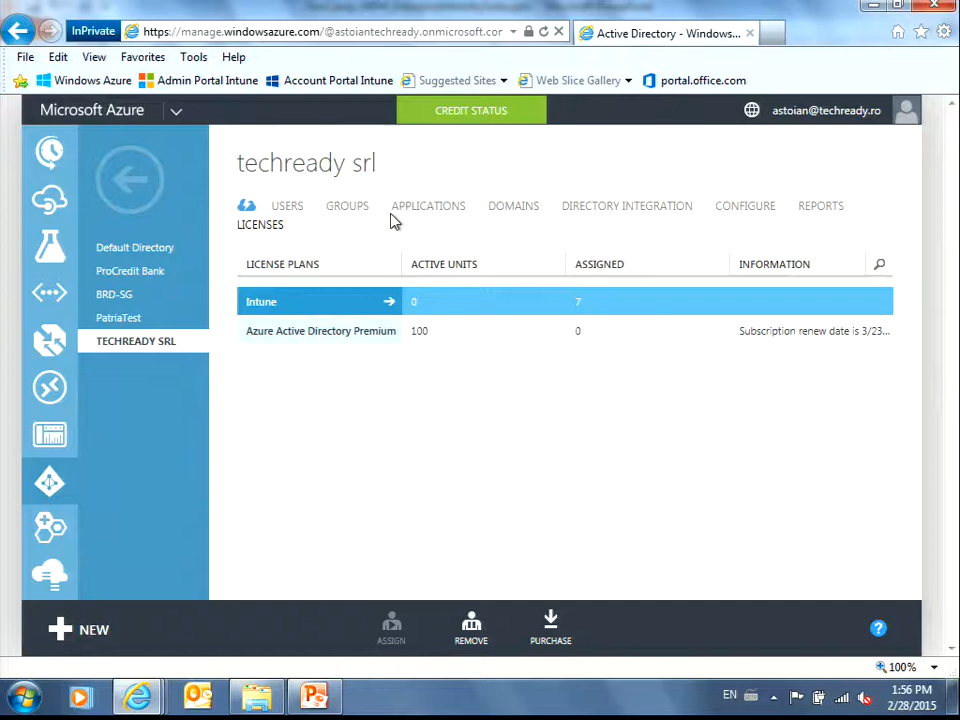 InPrivate https://manage.windowsazure.com/@astoiantechready.onmicrosoft.cor Active Directory - Windows...
File Edit View Favorites Tools Help
Windows Azure Admin Portal Intune Account Portal Intune Suggested Sites Web Slice Gallery portal.office.com
Microsoft Azure CREDIT STATUS astoian@techready.ro
techready srl
USERS GROUPS APPLICATIONS DOMAINS DIRECTORY INTEGRATION CONFIGURE REPORTS
LICENSES
Default Directory
ProCredit Bank
BRD-SG
PatriaTest
TECHREADY SRL
LICENSE PLANS ACTIVE UNITS ASSIGNED INFORMATION
Intune 0 7
Azure Active Directory Premium 100 0 Subscription renew date is 3/23...
NEW ASSIGN REMOVE PURCHASE ?
100%
EN 1:56 PM
2/28/2015